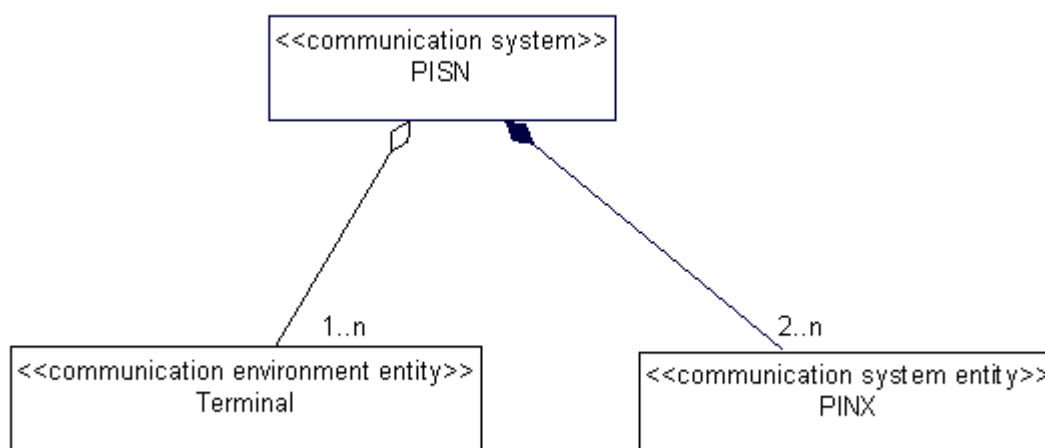 <<communication system>>
PISN
1..n
2..n
<<communication environment entity>>
Terminal
<<communication system entity>>
PINX